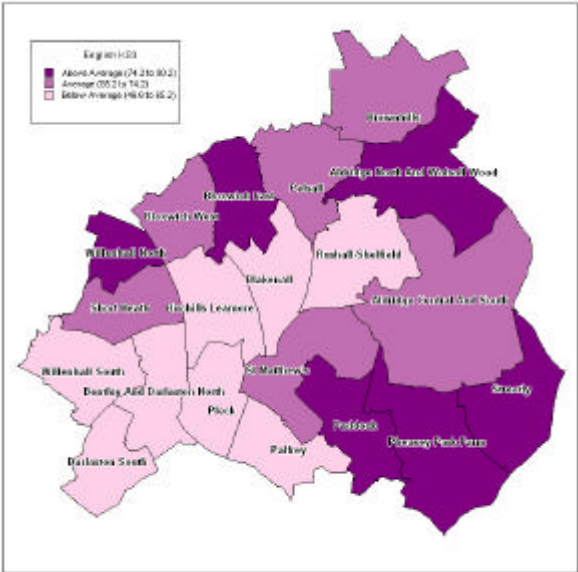 English KS3
Above Average (74.2 to 80.2)
Average (65.2 to 74.2)
Below Average (46.6 to 65.2)
Brownhills
Aldridge North And Walsall Wood
Bloxwich East
Pelsall
Bloxwich West
Willenhall North
Rushall-Shelfield
Blakenall
Short Heath
Birchills Leamore
Aldridge Central And South
Willenhall South
St Matthew's
Streetly
Bentley And Darlaston North
Pleck
Paddock
Pheasey Park Farm
Palfrey
Darlaston South